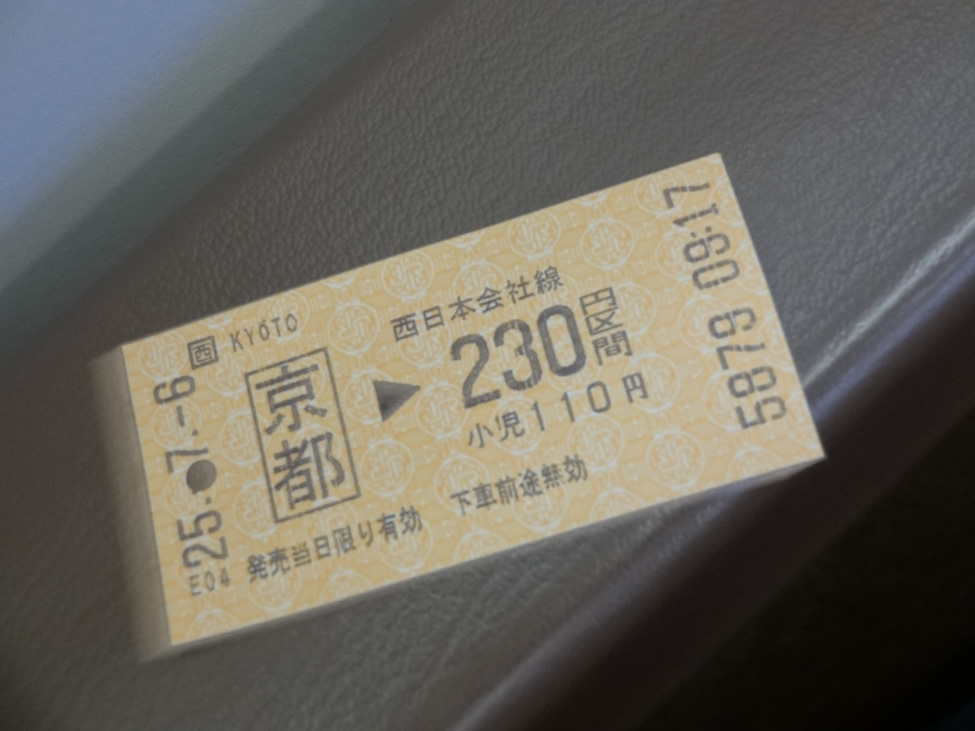 囲 KYOTO
京都
▶
西日本会社線
230円区間
小児110円
発売当日限り有効 下車前途無効
25.●7.-6
E04
5879 09:17